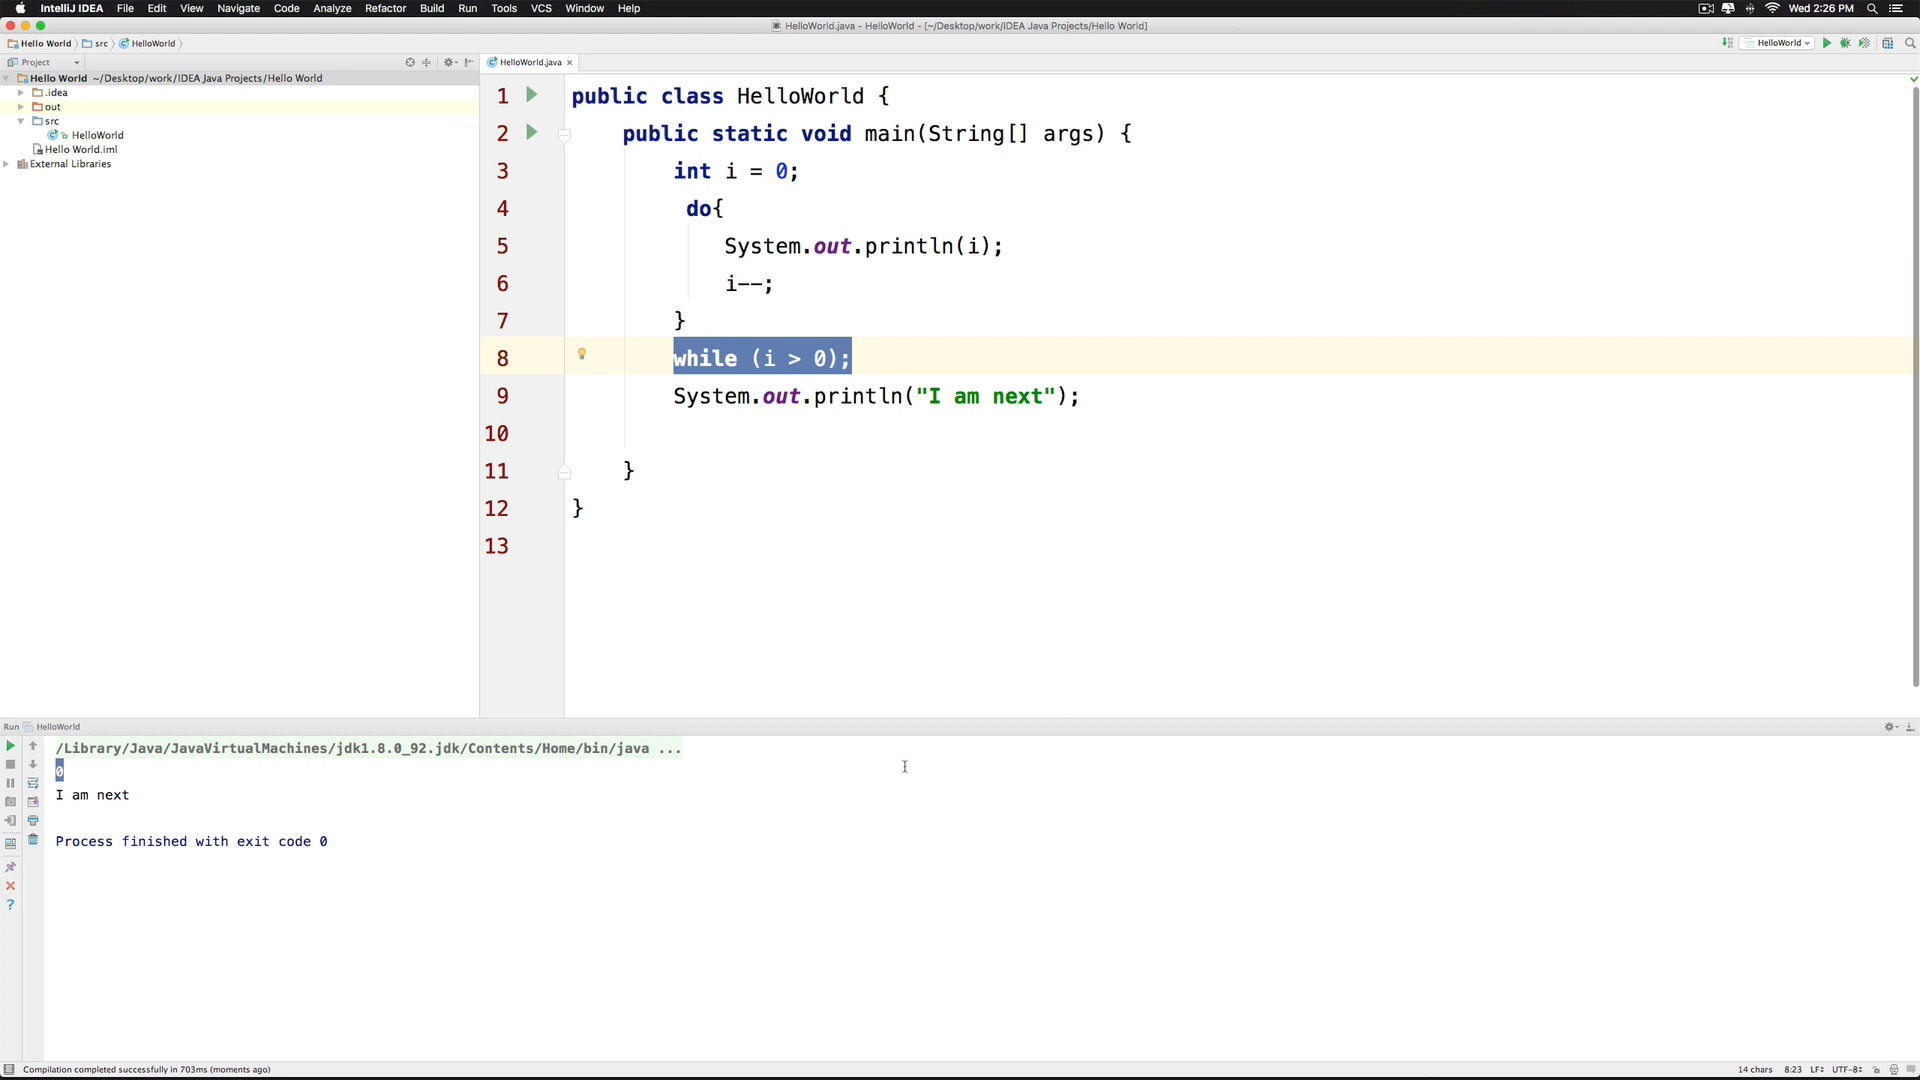 IntelliJ IDEA File Edit View Navigate Code Analyze Refactor Build Run Tools VCS Window Help Wed 2:26 PM
HelloWorld.java - HelloWorld - [~/Desktop/work/IDEA Java Projects/Hello World]
Hello World src HelloWorld HelloWorld
Project HelloWorld.java
Hello World ~/Desktop/work/IDEA Java Projects/Hello World
.idea
out
src
HelloWorld
Hello World.iml
External Libraries
1 public class HelloWorld {
2 public static void main(String[] args) {
3 int i = 0;
4 do{
5 System.out.println(i);
6 i--;
7 }
8 while (i > 0);
9 System.out.println("I am next");
10
11 }
12 }
13
Run HelloWorld
/Library/Java/JavaVirtualMachines/jdk1.8.0_92.jdk/Contents/Home/bin/java ...
0
I am next
Process finished with exit code 0
Compilation completed successfully in 703ms (moments ago) 14 chars 8:23 LF UTF-8